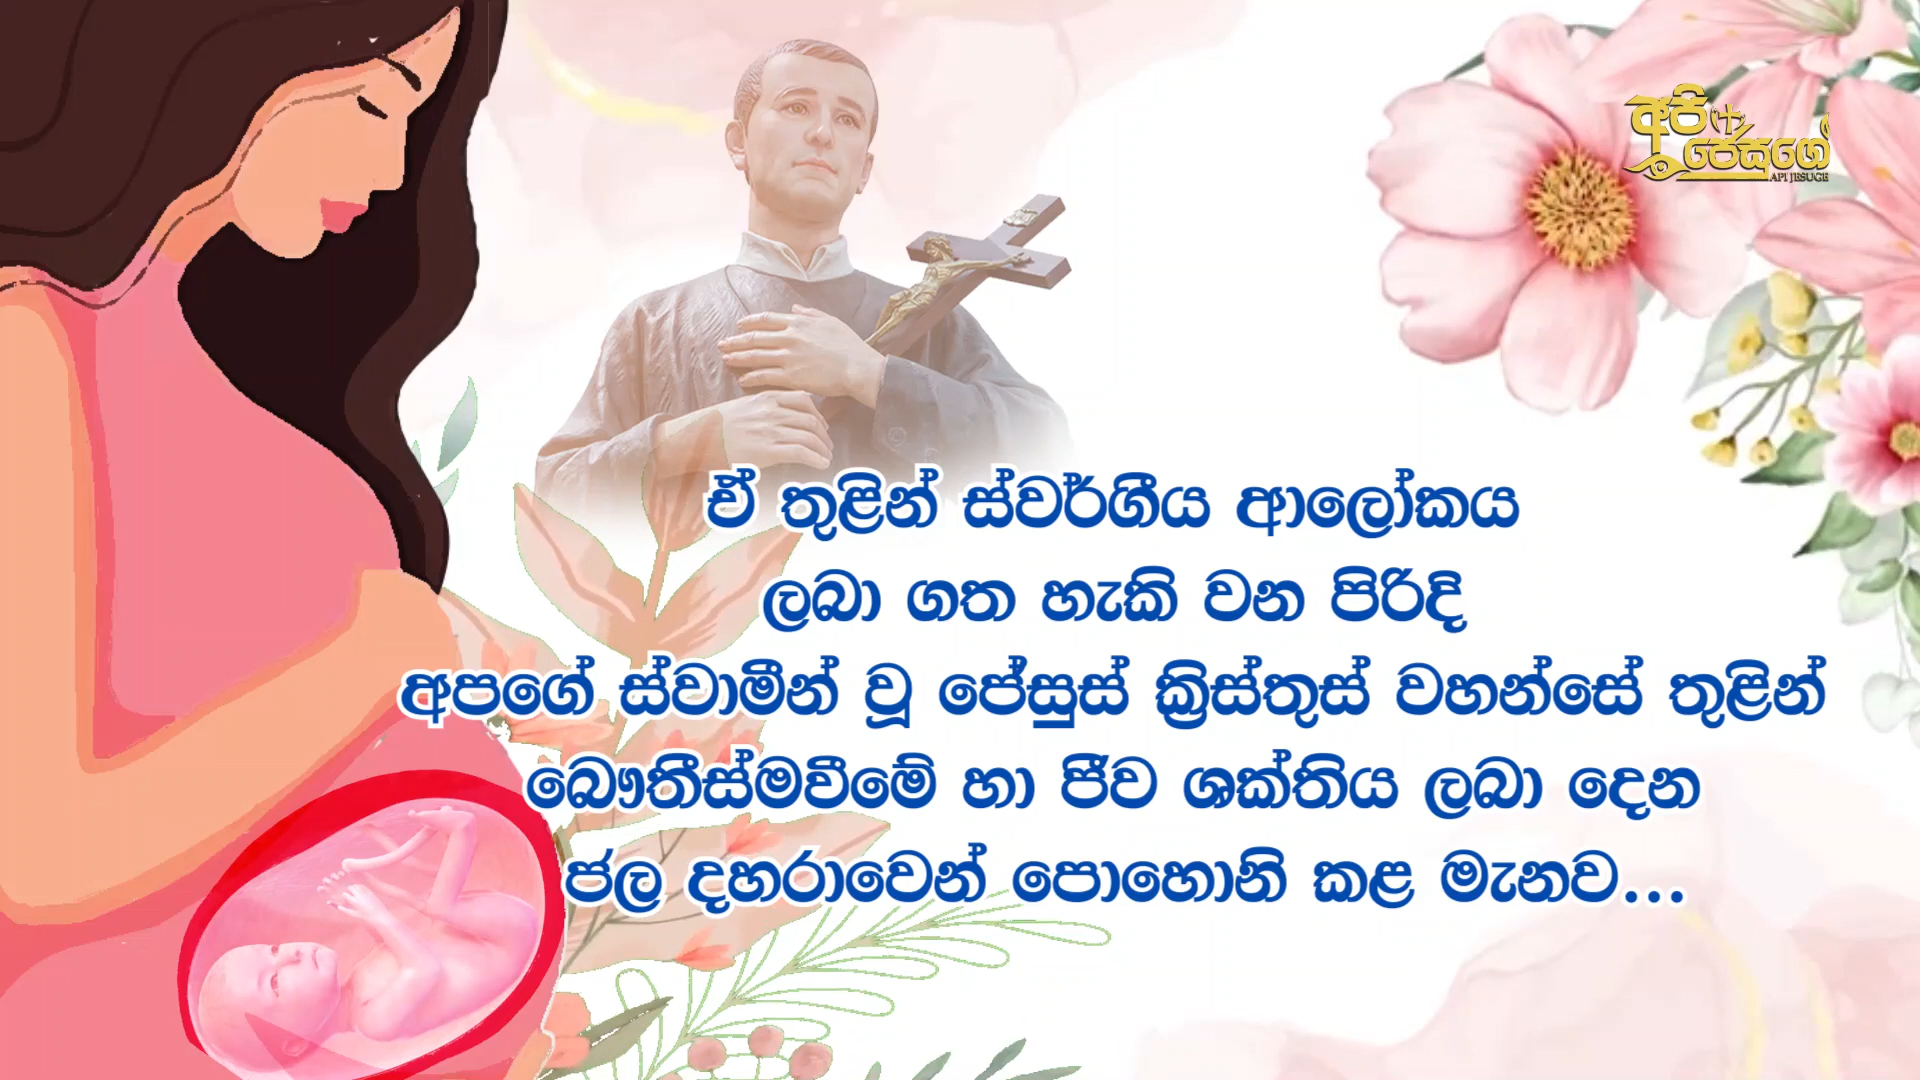 අපි
ජේසුගේ
API JESUGE
ඒ තුළින් ස්වර්ගීය ආලෝකය
ලබා ගත හැකි වන පිරිදි
අපගේ ස්වාමීන් වූ ජේසුස් ක්‍රිස්තුස් වහන්සේ තුළින්
බෞතීස්මවීමේ හා ජීව ශක්තිය ලබා දෙන
ජල දහරාවෙන් පොහොනි කළ මැනව...